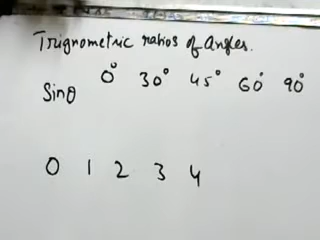 Trignometric ratios of angles.
0° 30° 45° 60° 90°
Sinθ
0 1 2 3 4